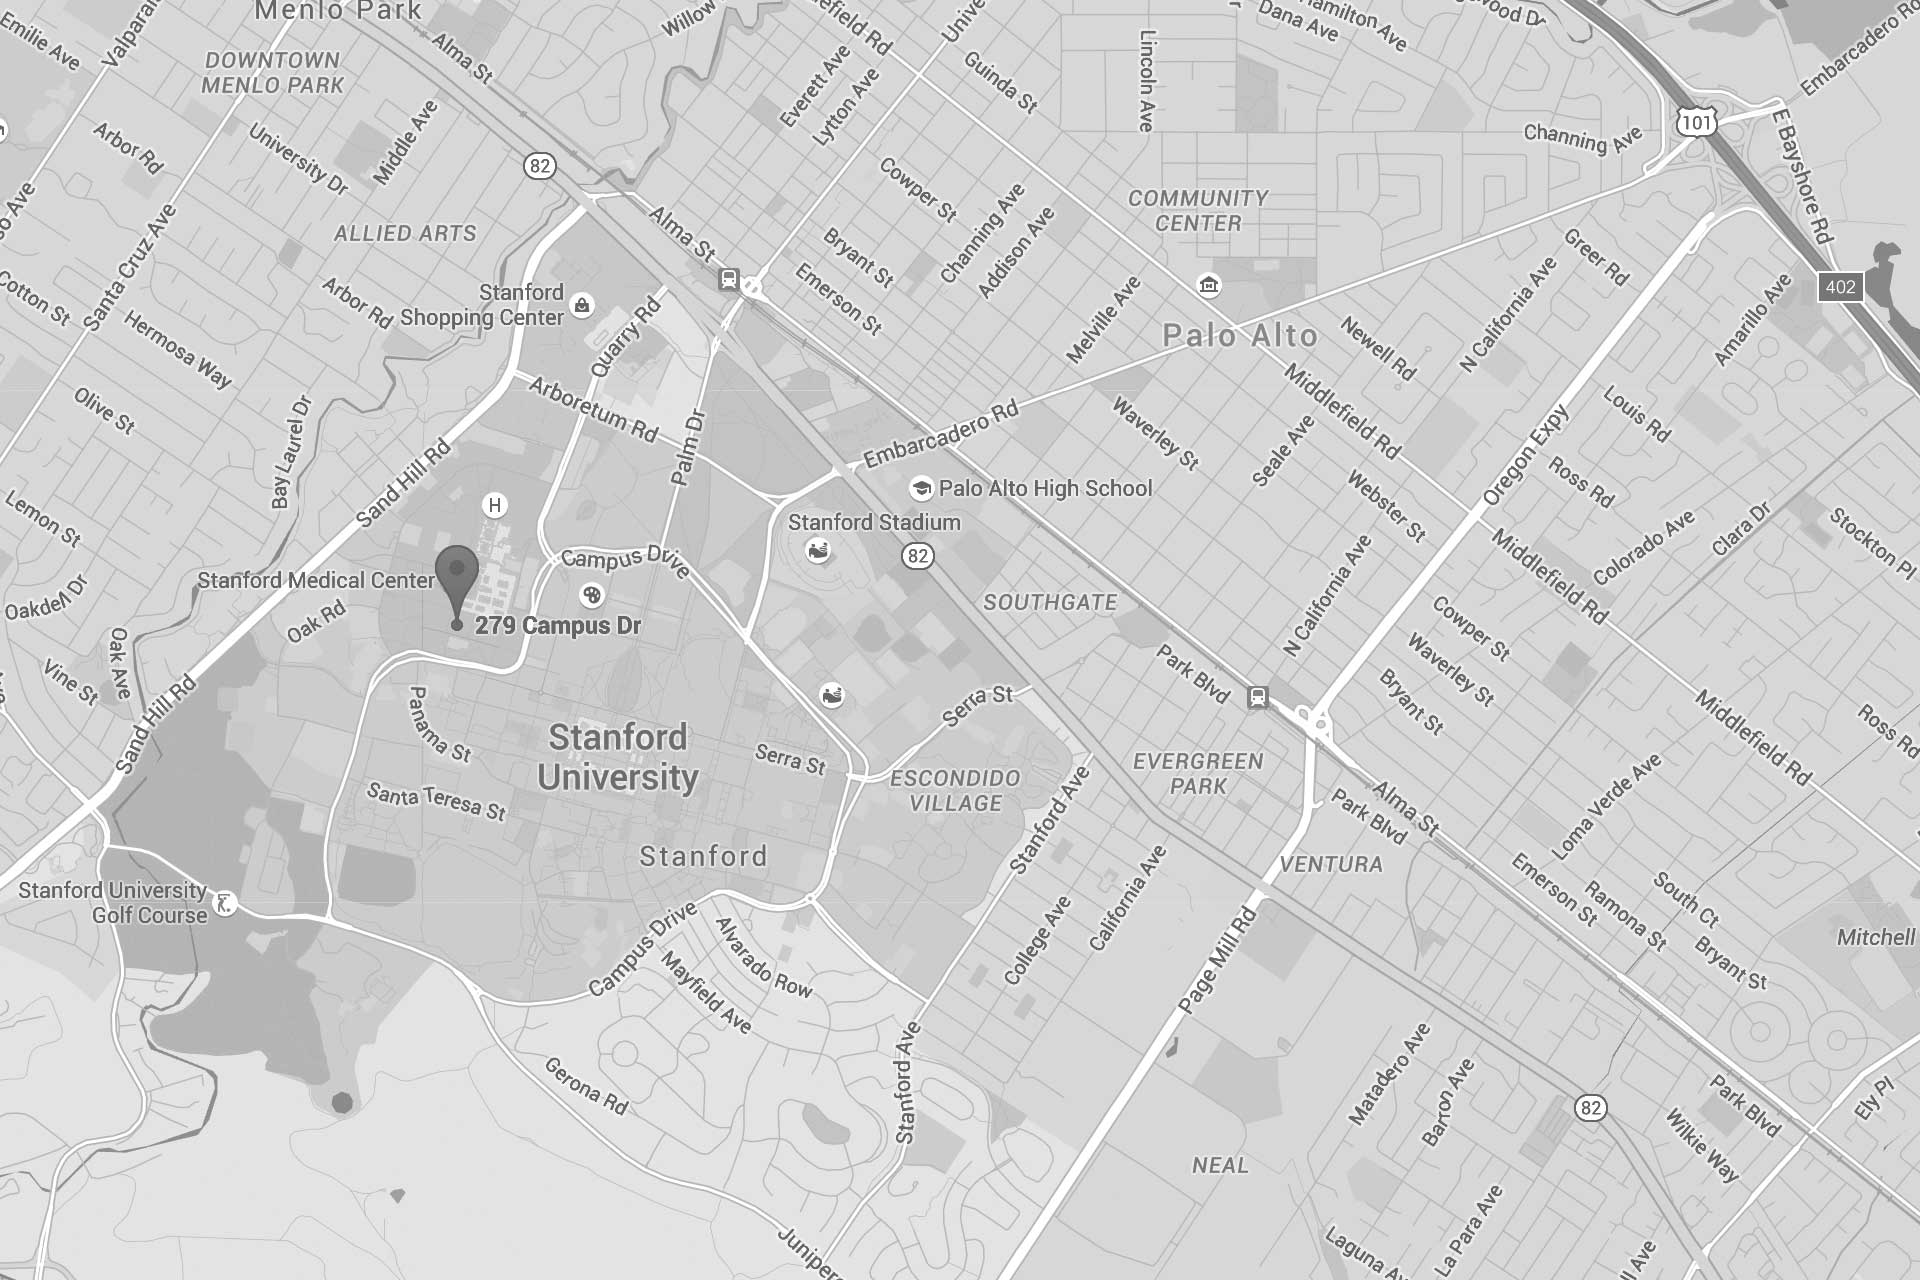 Menlo Park
Willow
Emilie Ave
Alma St
Hamilton Ave
Dana Ave
DOWNTOWN
MENLO PARK
Everett Ave
Lytton Ave
Guinda St
Lincoln Ave
Embarcadero
101
Arbor Rd
University Dr
Middle Ave
82
Channing Ave
E Bayshore Rd
Cowper St
Channing Ave
Addison Ave
COMMUNITY
CENTER
ALLIED ARTS
Alma St
Bryant St
Emerson St
Santa Cruz Ave
Greer Rd
N California Ave
402
Amarillo Ave
Cotton St
Arbor Rd
Stanford
Shopping Center
Quarry Rd
Melville Ave
Palo Alto
Newell Rd
Hermosa Way
Olive St
Bay Laurel Dr
Arboretum Rd
Palm Dr
Embarcadero Rd
Waverley St
Seale Ave
Middlefield Rd
Oregon Expy
Louis Rd
Ross Rd
Sand Hill Rd
H
Palo Alto High School
Stanford Stadium
82
Webster St
Colorado Ave
Clara Dr
Stockton Pl
Lemon St
Stanford Medical Center
Campus Drive
279 Campus Dr
SOUTHGATE
N California Ave
Middlefield Rd
Oakdell Dr
Oak Rd
Oak Ave
Vine St
Sand Hill Rd
Park Blvd
Cowper St
Waverley St
Bryant St
Panama St
Serra St
Stanford
University
Serra St
Middlefield Rd
Ross Rd
Santa Teresa St
ESCONDIDO
VILLAGE
EVERGREEN
PARK
Stanford Ave
Alma St
Park Blvd
Loma Verde Ave
Stanford
VENTURA
Stanford University
Golf Course
Campus Drive
Alvarado Row
Mayfield Ave
College Ave
California Ave
Page Mill Rd
Emerson St
Ramona St
South Ct
Bryant St
Mitchell
Gerona Rd
Stanford Ave
Matadero Ave
Barron Ave
82
Park Blvd
Wilkie Way
Ely Pl
NEAL
Laguna Av
La Para Ave